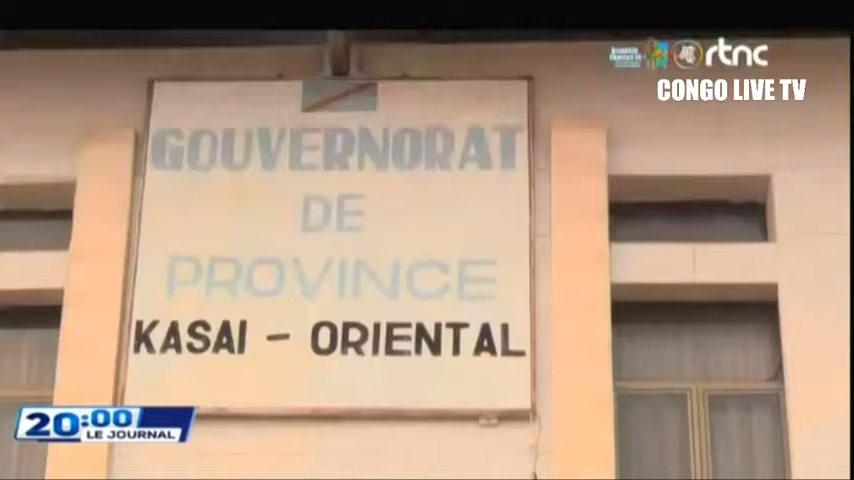 rtnc
CONGO LIVE TV
GOUVERNORAT
DE
PROVINCE
KASAI - ORIENTAL
20:00
LE JOURNAL